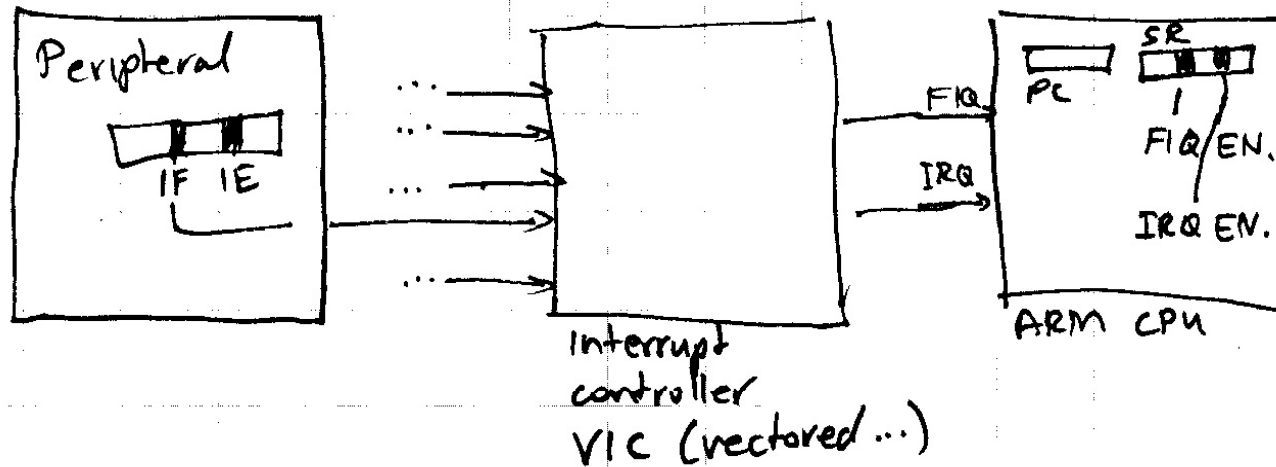 Peripheral
IF IE
...
...
...
...
Interrupt
controller
VIC (vectored ...)
FIQ
IRQ
PC
SR
FIQ EN.
IRQ EN.
ARM CPU